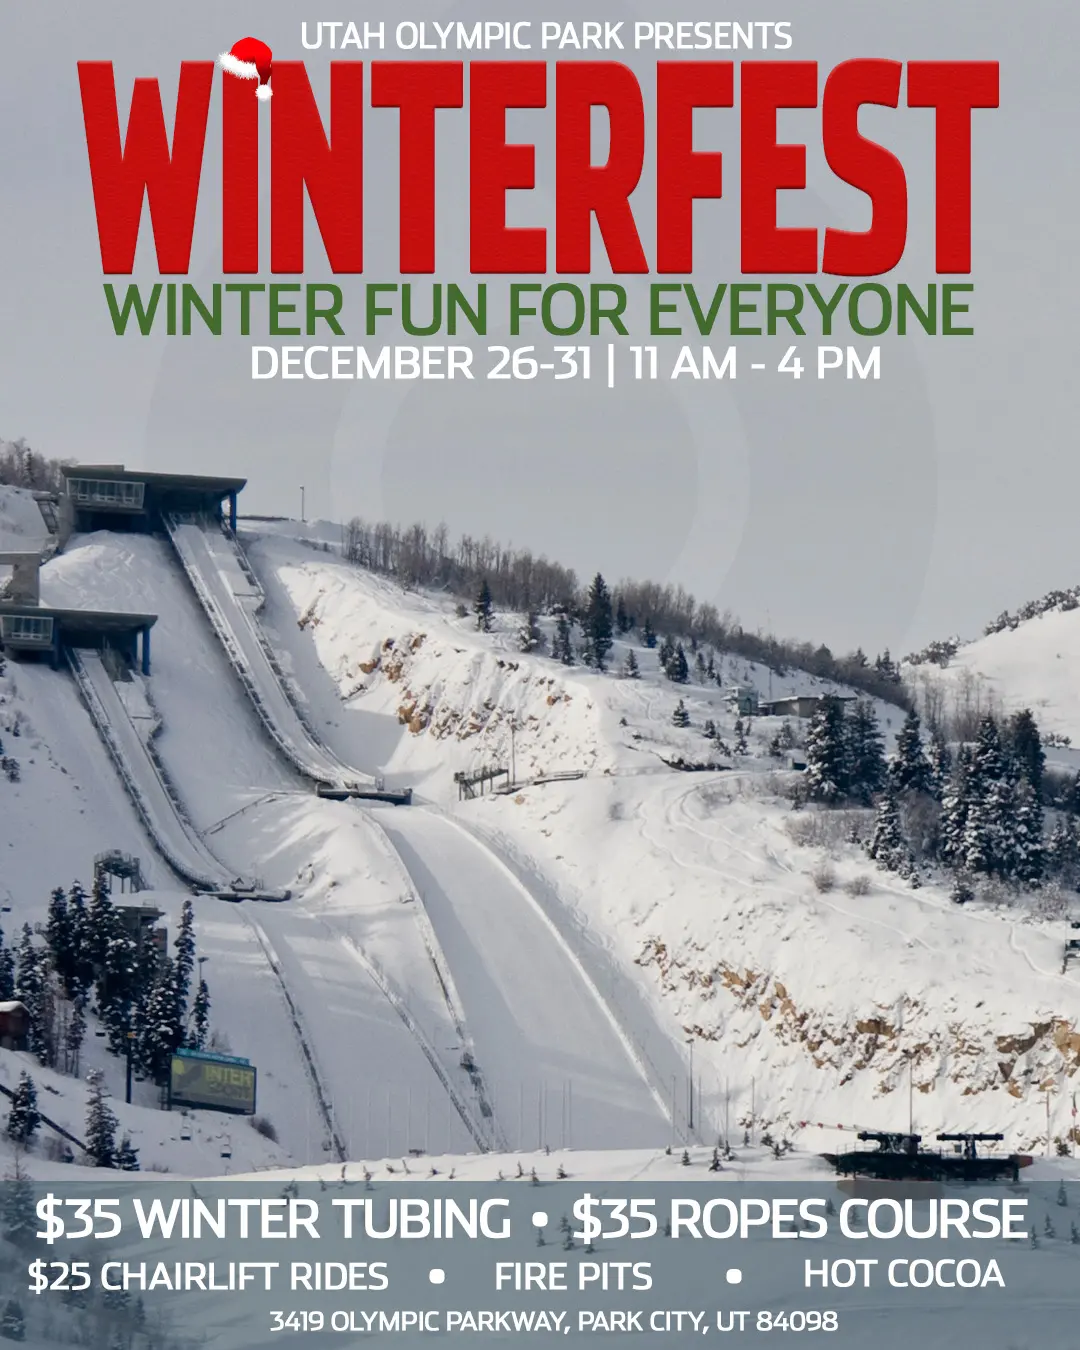 UTAH OLYMPIC PARK PRESENTS
WINTERFEST
WINTER FUN FOR EVERYONE
DECEMBER 26-31 | 11 AM - 4 PM
$35 WINTER TUBING • $35 ROPES COURSE
$25 CHAIRLIFT RIDES • FIRE PITS • HOT COCOA
3419 OLYMPIC PARKWAY, PARK CITY, UT 84098